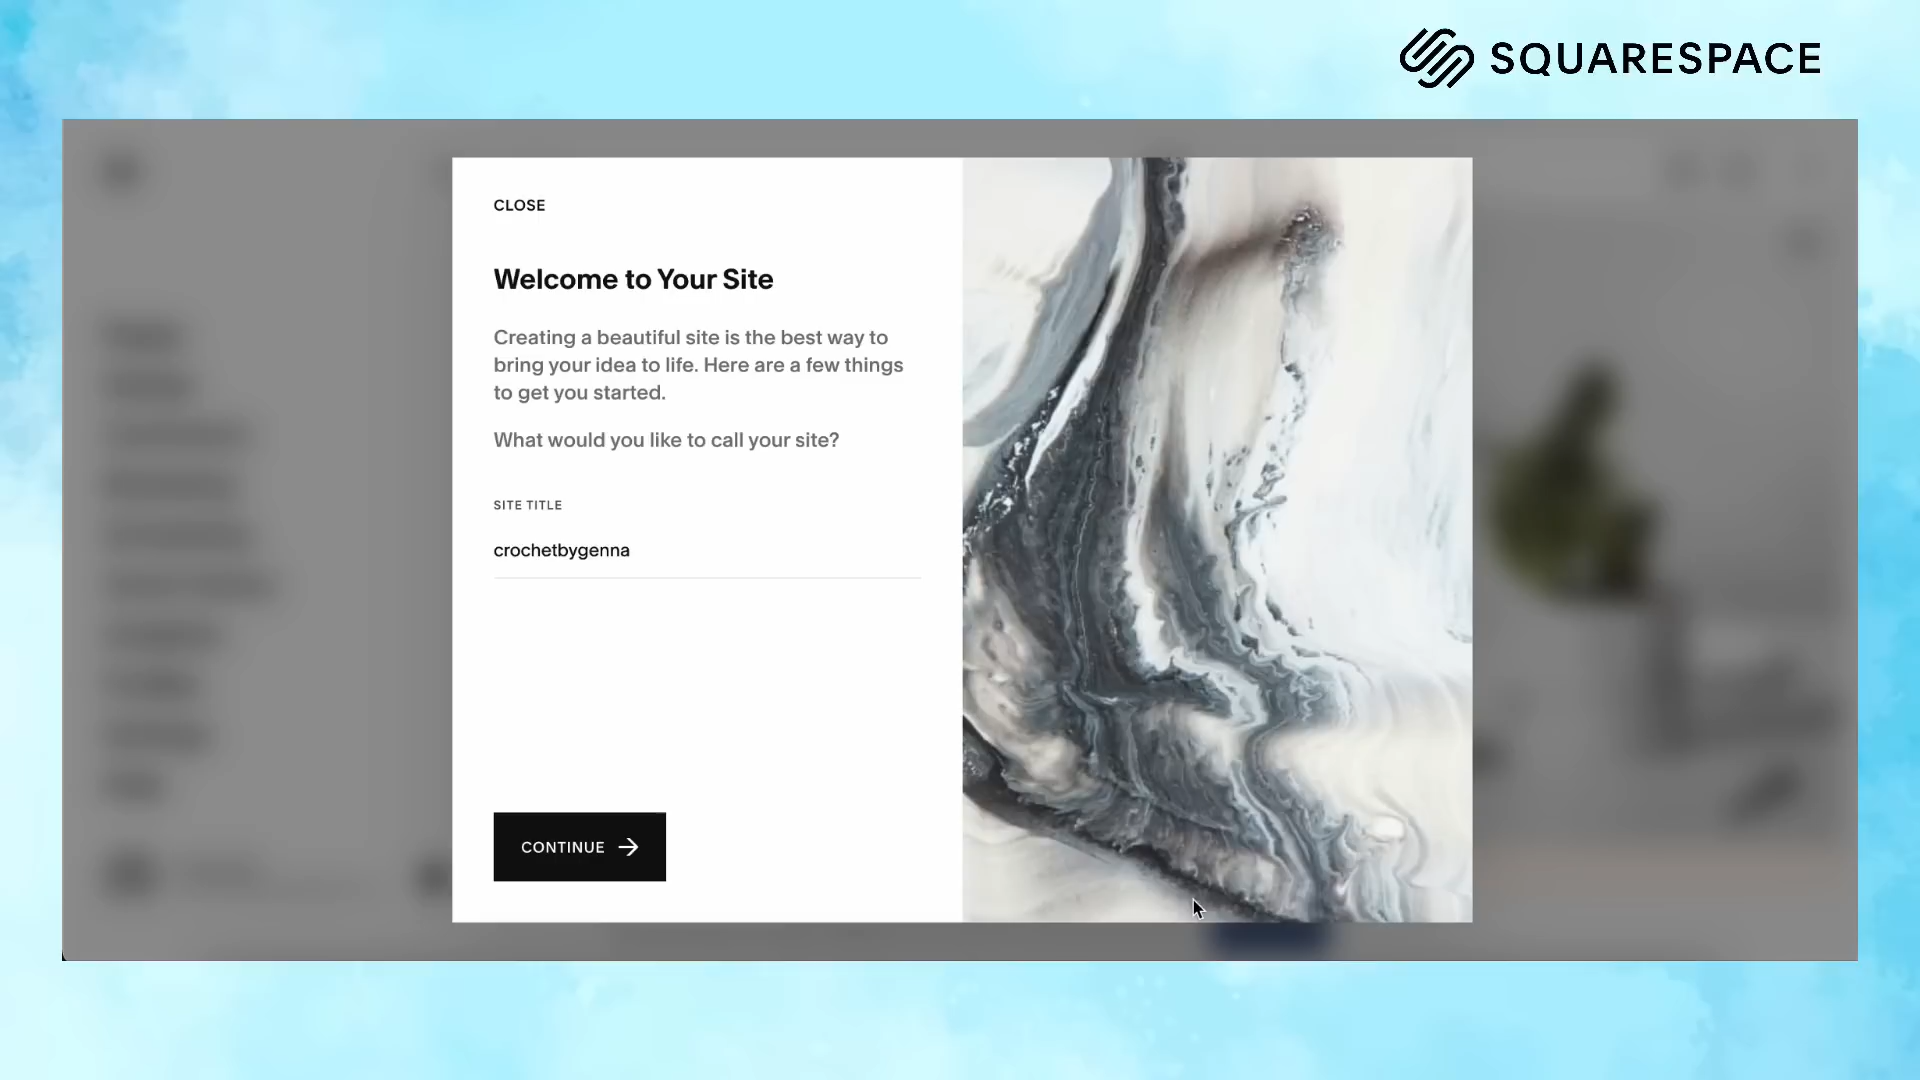 SQUARESPACE
CLOSE
Welcome to Your Site
Creating a beautiful site is the best way to
bring your idea to life. Here are a few things
to get you started.
What would you like to call your site?
SITE TITLE
crochetbygenna
CONTINUE